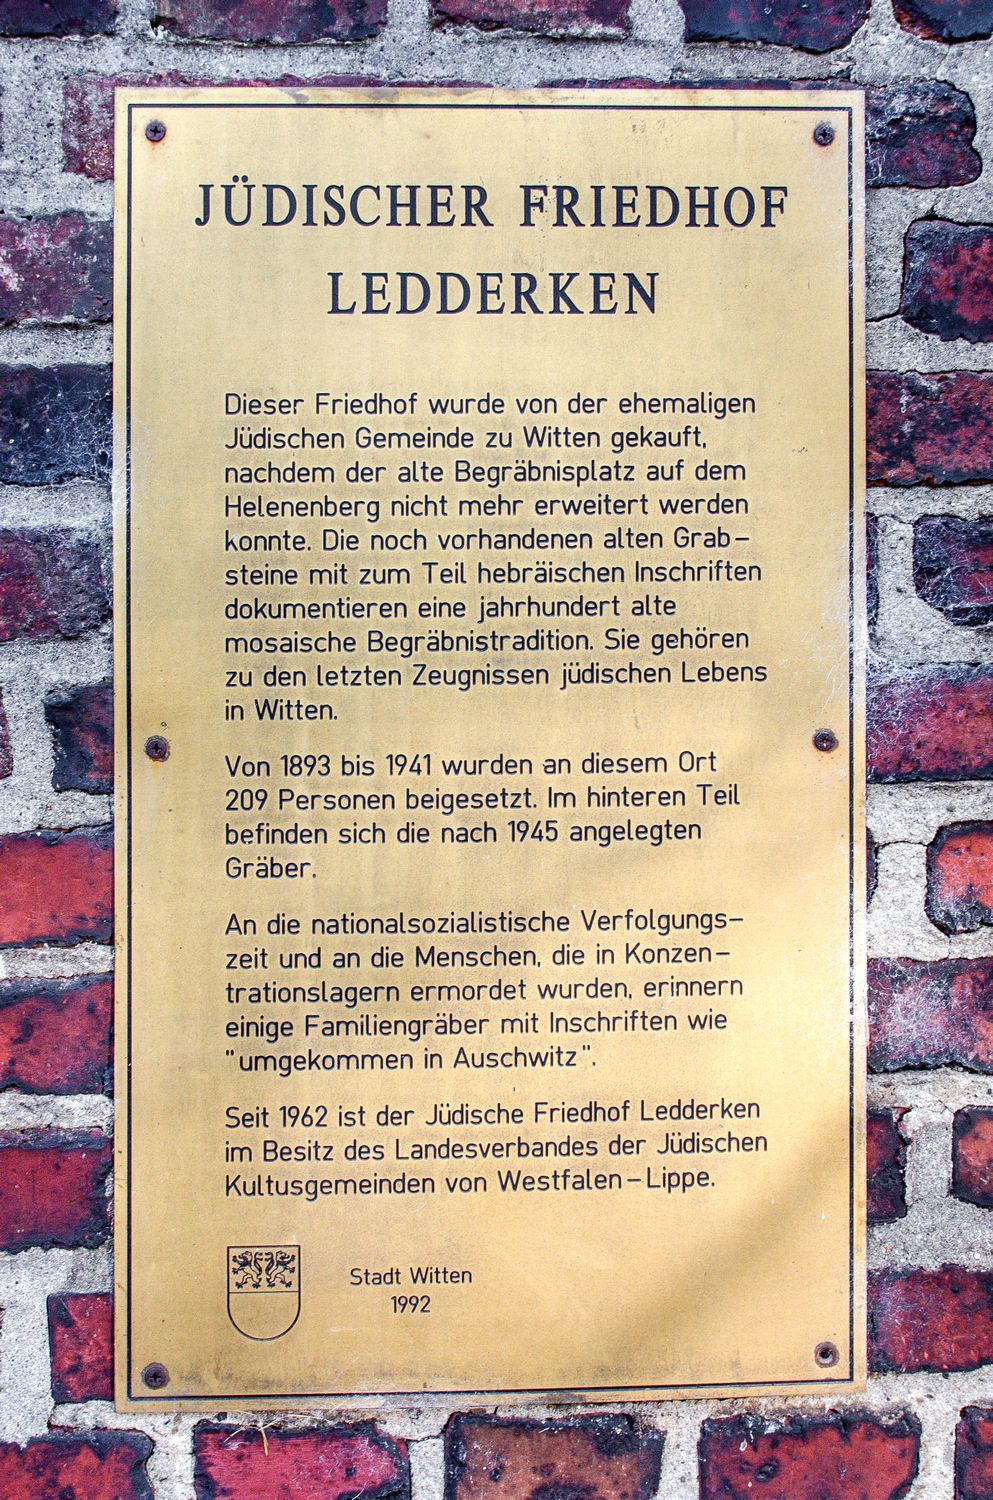 JÜDISCHER FRIEDHOF
LEDDERKEN
Dieser Friedhof wurde von der ehemaligen
Jüdischen Gemeinde zu Witten gekauft,
nachdem der alte Begräbnisplatz auf dem
Helenenberg nicht mehr erweitert werden
konnte. Die noch vorhandenen alten Grab-
steine mit zum Teil hebräischen Inschriften
dokumentieren eine jahrhundert alte
mosaische Begräbnistradition. Sie gehören
zu den letzten Zeugnissen jüdischen Lebens
in Witten.
Von 1893 bis 1941 wurden an diesem Ort
209 Personen beigesetzt. Im hinteren Teil
befinden sich die nach 1945 angelegten
Gräber.
An die nationalsozialistische Verfolgungs-
zeit und an die Menschen, die in Konzen-
trationslagern ermordet wurden, erinnern
einige Familiengräber mit Inschriften wie
"umgekommen in Auschwitz".
Seit 1962 ist der Jüdische Friedhof Ledderken
im Besitz des Landesverbandes der Jüdischen
Kultusgemeinden von Westfalen-Lippe.
Stadt Witten
1992